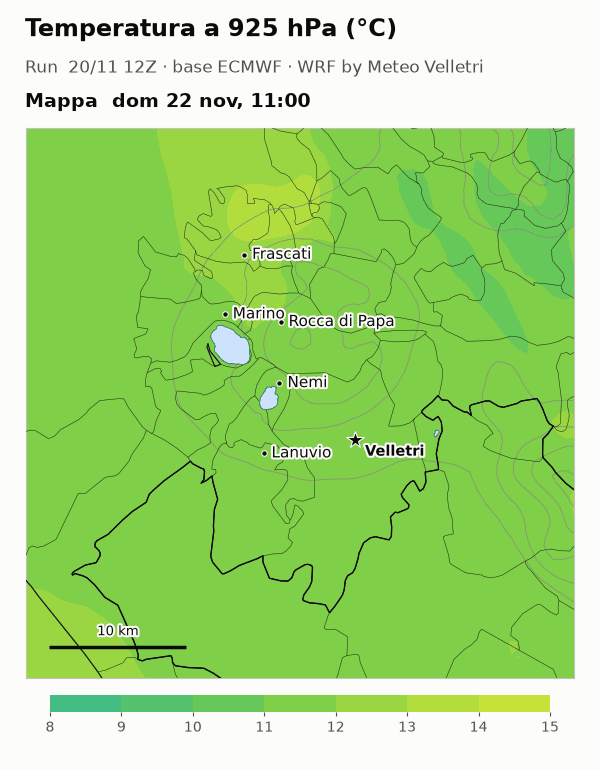 Temperatura a 925 hPa (°C)
Run  20/11 12Z · base ECMWF · WRF by Meteo Velletri
Mappa  dom 22 nov, 11:00
Frascati
Marino
Rocca di Papa
Nemi
Velletri
Lanuvio
10 km
8 9 10 11 12 13 14 15